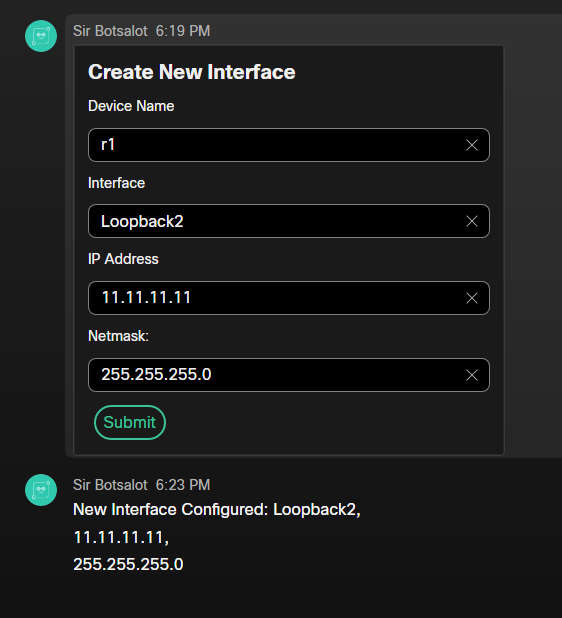 Sir Botsalot 6:19 PM
Create New Interface
Device Name
r1
Interface
Loopback2
IP Address
11.11.11.11
Netmask:
255.255.255.0
Submit
Sir Botsalot 6:23 PM
New Interface Configured: Loopback2,
11.11.11.11,
255.255.255.0